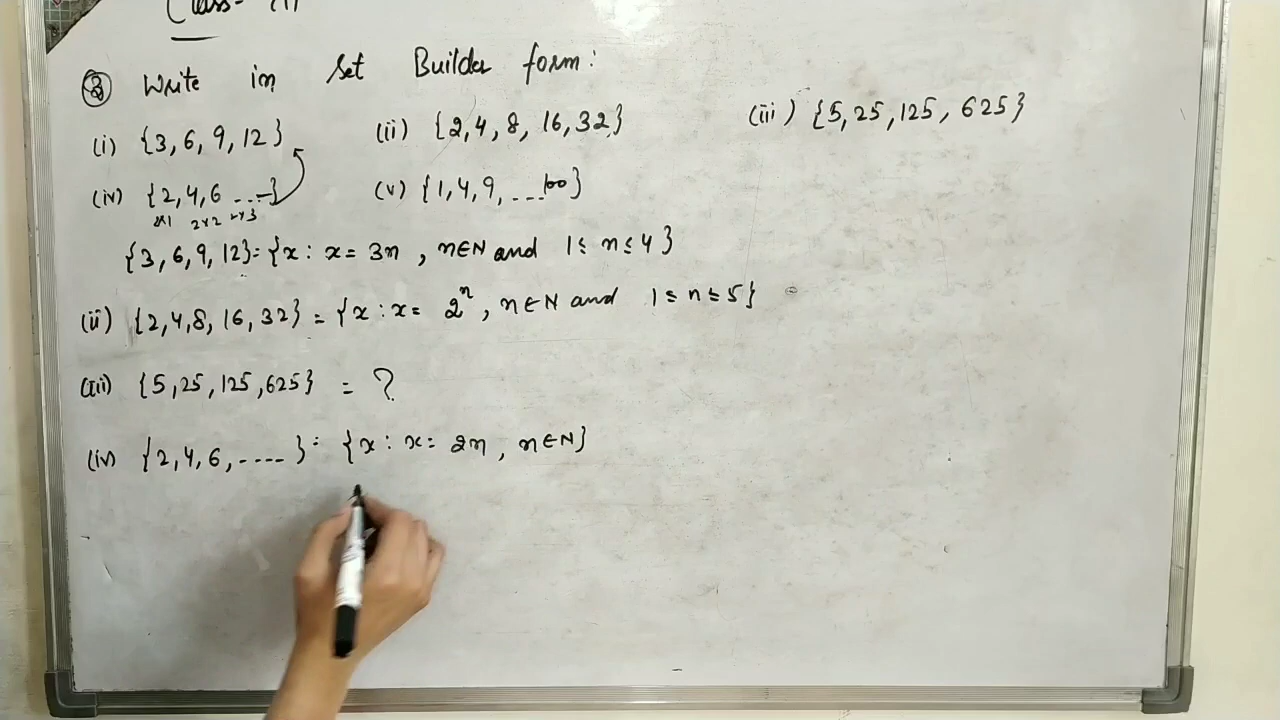 Class-
③ Write in set Builder form:
(i) {3, 6, 9, 12} (ii) {2, 4, 8, 16, 32} (iii) {5, 25, 125, 625}
(iv) {2, 4, 6 ...} (v) {1, 4, 9, ...100}
2×1 2×2 2×3
{3, 6, 9, 12} = {x : x = 3n, n∈N and 1 ≤ n ≤ 4}
(ii) {2, 4, 8, 16, 32} = {x : x = 2ⁿ, n∈N and 1 ≤ n ≤ 5}
(iii) {5, 25, 125, 625} = ?
(iv) {2, 4, 6, ....} = {x : x = 2n, n∈N}